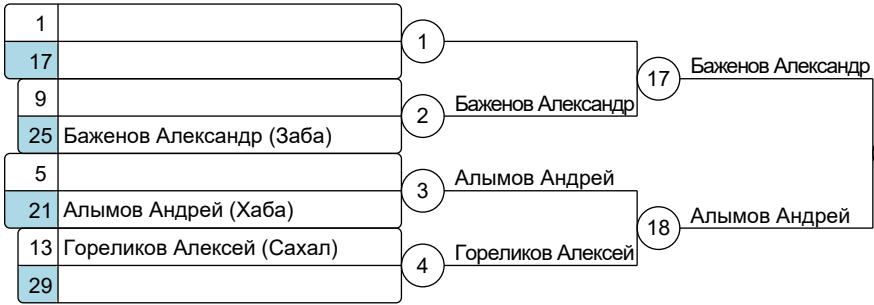 1
17
1
9
25 Баженов Александр (Заба)
2
Баженов Александр
17
Баженов Александр
5
21 Алымов Андрей (Хаба)
3
Алымов Андрей
13 Гореликов Алексей (Сахал)
29
4
Гореликов Алексей
18
Алымов Андрей